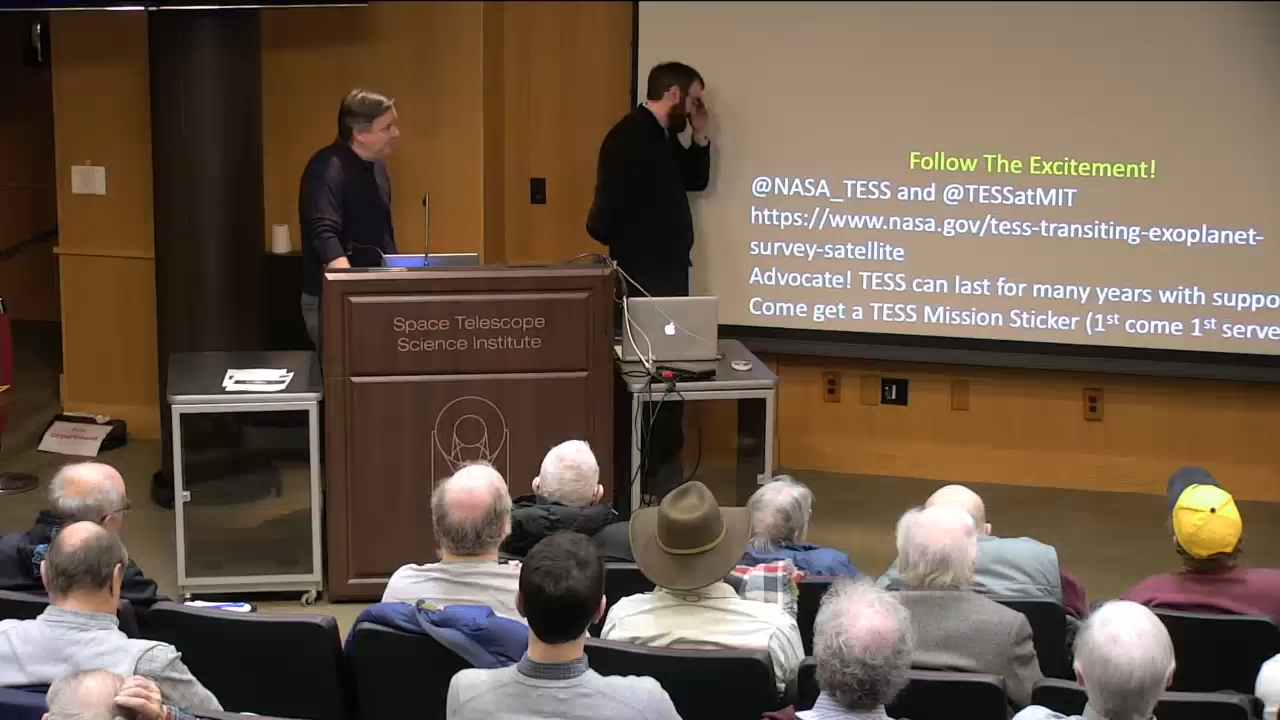 Follow The Excitement!
@NASA_TESS and @TESSatMIT
https://www.nasa.gov/tess-transiting-exoplanet-
survey-satellite
Advocate! TESS can last for many years with suppo
Come get a TESS Mission Sticker (1st come 1st serve
Space Telescope
Science Institute
Department